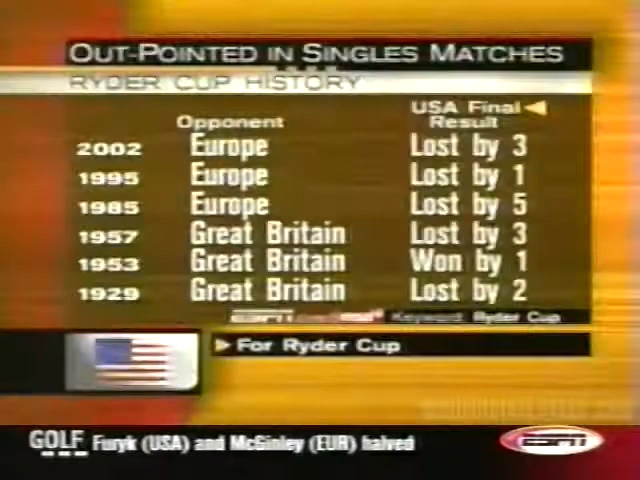 OUT-POINTED IN SINGLES MATCHES
RYDER CUP HISTORY
USA Final
Opponent Result
2002 Europe Lost by 3
1995 Europe Lost by 1
1985 Europe Lost by 5
1957 Great Britain Lost by 3
1953 Great Britain Won by 1
1929 Great Britain Lost by 2
ESPN Keyword: Ryder Cup
For Ryder Cup
GOLF Furyk (USA) and McGinley (EUR) halved
ESPN